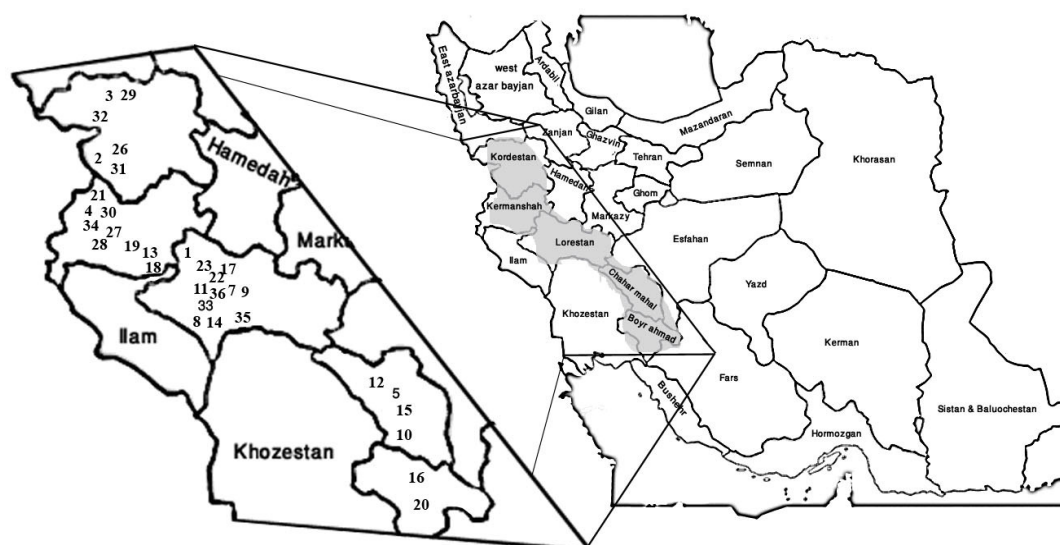 3 29
32
26
2
31
21
4 30
34
27
28 19 13
18
1
23 17
22
11 36 7 9
33
8 14 35
12
5
15
10
16
20
Hamedah
Mark
Ilam
Khozestan
East azarbayjan
west
azar bayjan
Ardabil
Gilan
Zanjan
Ghazvin
Mazandaran
Tehran
Semnan
Khorasan
Kordestan
Hamedah
Ghom
Kermanshah
Markazy
Lorestan
Esfahan
Ilam
Chahar mahal
Yazd
Khozestan
Boyr ahmad
Kerman
Fars
Bushehr
Sistan & Baluochestan
Hormozgan